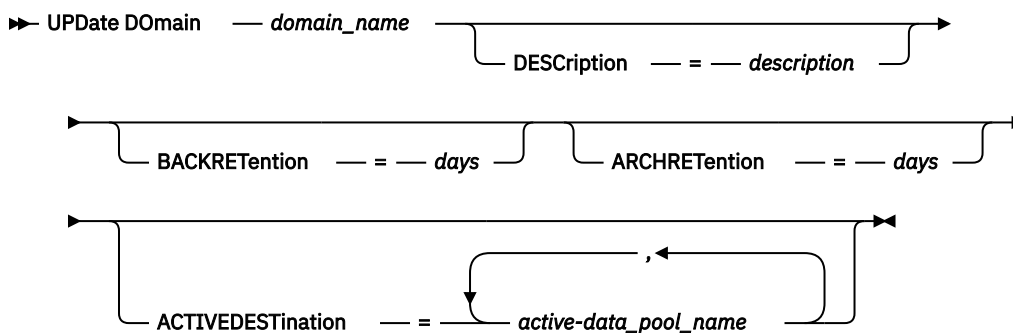 UPDate DOmain domain_name
DESCription = description
BACKRETention = days ARCHRETention = days
,
ACTIVEDESTination = active-data_pool_name